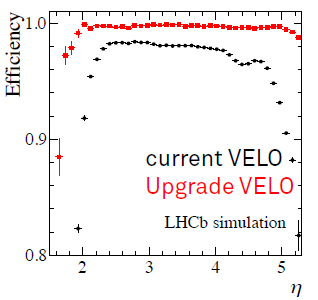 Efficiency
1.0
0.9
0.8
current VELO
Upgrade VELO
LHCb simulation
2
3
4
5
η